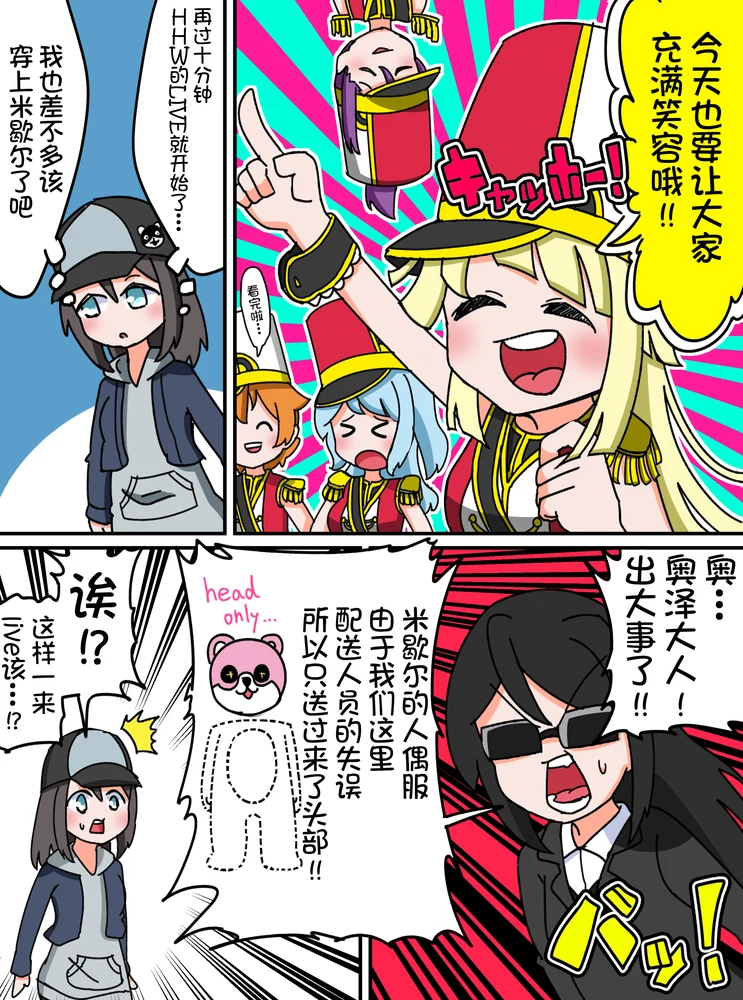 今天也要让大家
充满笑容哦!!
キャッホー!
看完啦…
再过十分钟
HHW的LIVE就开始了…
我也差不多该
穿上米歇尔了吧
奥…
奥泽大人!
出大事了!!
バッ!
米歇尔的人偶服
由于我们这里
配送人员的失误
所以只送过来了头部!!
head
only...
诶!?
这样一来
live该…!?